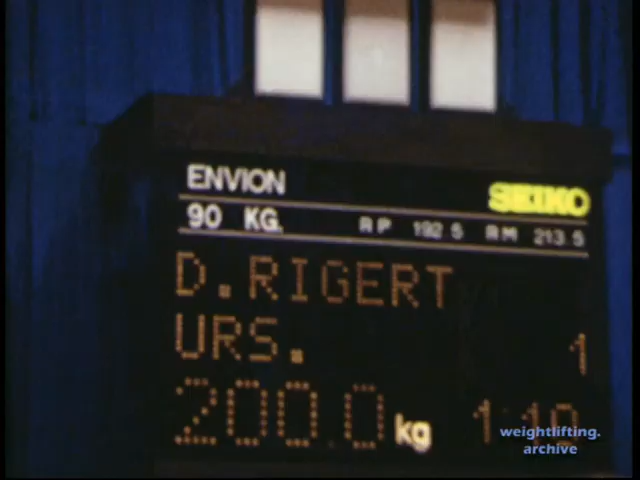 ENVION SEIKO
90 KG. RP 192 5 RM 213.5
D.RIGERT
URS. 1
200.0 kg 1:10
weightlifting.
archive